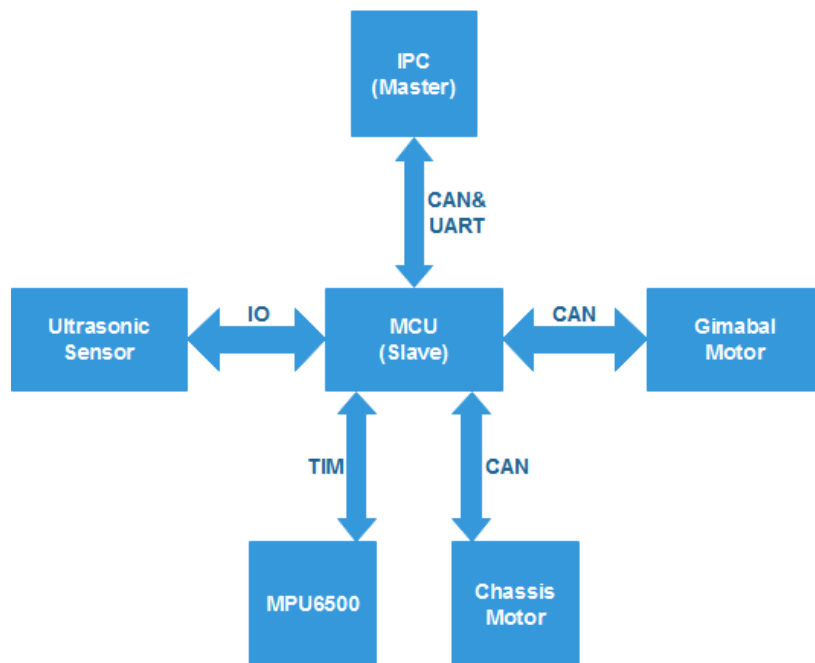 IPC
(Master)
CAN&
UART
Ultrasonic
Sensor
IO
MCU
(Slave)
CAN
Gimabal
Motor
TIM
CAN
MPU6500
Chassis
Motor